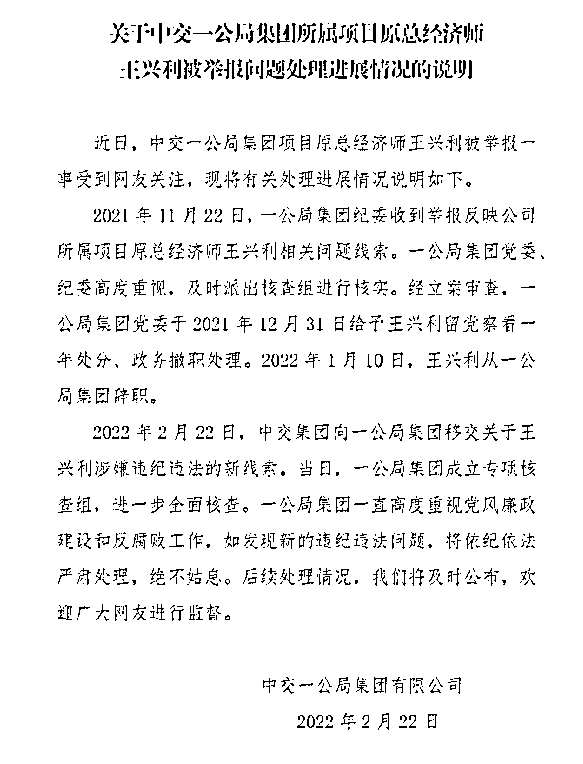 关于中交一公局集团所属项目原总经济师
王兴利被举报问题处理进展情况的说明
近日，中交一公局集团项目原总经济师王兴利被举报一
事受到网友关注，现将有关处理进展情况说明如下。
2021 年 11 月 22 日，一公局集团纪委收到举报反映公司
所属项目原总经济师王兴利相关问题线索。一公局集团党委、
纪委高度重视，及时派出核查组进行核实。经立案审查，一
公局集团党委于 2021 年 12 月 31 日给予王兴利留党察看一
年处分、政务撤职处理。2022 年 1 月 10 日，王兴利从一公
局集团辞职。
2022 年 2 月 22 日，中交集团向一公局集团移交关于王
兴利涉嫌违纪违法的新线索，当日，一公局集团成立专项核
查组，进一步全面核查。一公局集团一直高度重视党风廉政
建设和反腐败工作，如发现新的违纪违法问题，将依纪依法
严肃处理，绝不姑息。后续处理情况，我们将及时公布，欢
迎广大网友进行监督。
中交一公局集团有限公司
2022 年 2 月 22 日